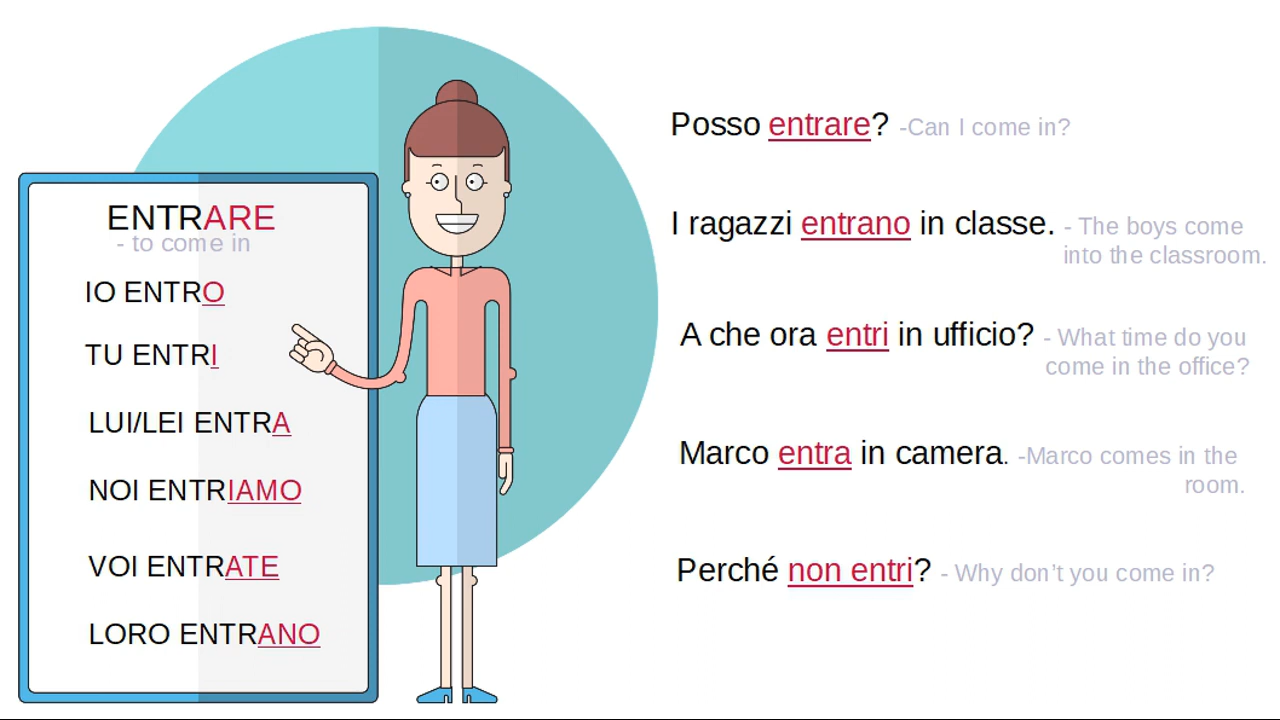 ENTRARE
- to come in
IO ENTRO
TU ENTRI
LUI/LEI ENTRA
NOI ENTRIAMO
VOI ENTRATE
LORO ENTRANO
Posso entrare? -Can I come in?
I ragazzi entrano in classe. - The boys come
into the classroom.
A che ora entri in ufficio? - What time do you
come in the office?
Marco entra in camera. -Marco comes in the
room.
Perché non entri? - Why don’t you come in?